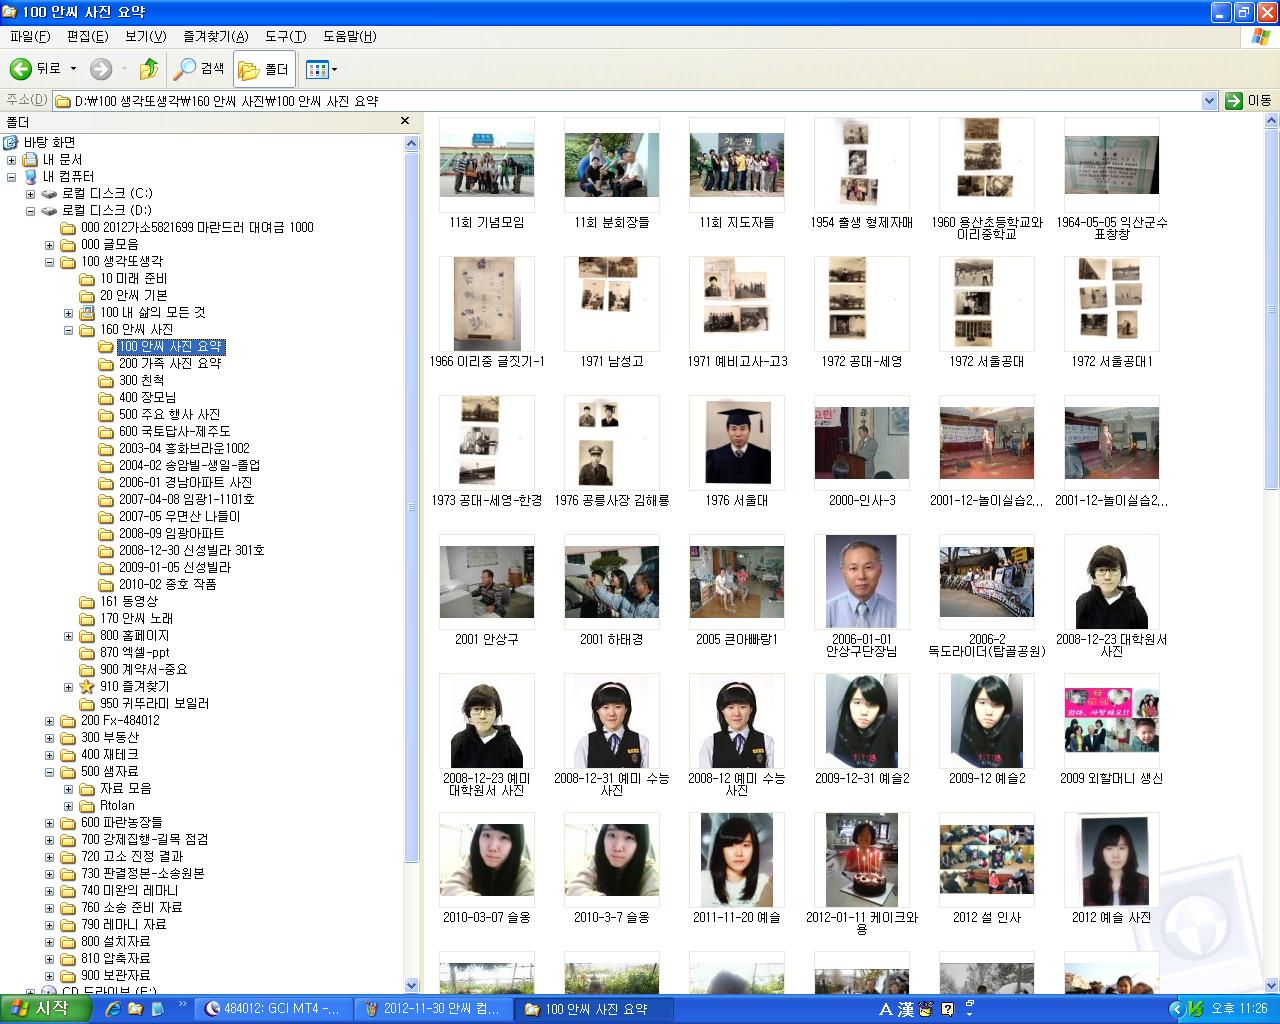 100 안씨 사진 요약
파일(F) 편집(E) 보기(V) 즐겨찾기(A) 도구(T) 도움말(H)
뒤로 검색 폴더
주소(D) D:\100 생각또생각\160 안씨 사진\100 안씨 사진 요약 이동
폴더
바탕 화면
내 문서
내 컴퓨터
로컬 디스크 (C:)
로컬 디스크 (D:)
000 2012가소5821699 마란드러 대여금 1000
000 글모음
100 생각또생각
10 미래 준비
20 안씨 기본
100 내 삶의 모든 것
160 안씨 사진
100 안씨 사진 요약
200 가족 사진 요약
300 친척
400 장모님
500 주요 행사 사진
600 국토답사-제주도
2003-04 흥화브라운1002
2004-02 송암빌-생일-졸업
2006-01 경남아파트 사진
2007-04-08 임광1-1101호
2007-05 우면산 나들이
2008-09 임광아파트
2008-12-30 신성빌라 301호
2009-01-05 신성빌라
2010-02 종호 작품
161 동영상
170 안씨 노래
800 홈페이지
870 엑셀-ppt
900 계약서-중요
910 즐겨찾기
950 귀뚜라미 보일러
200 Fx-484012
300 부동산
400 재테크
500 샘자료
자료 모음
Rtolan
600 파란농장들
700 강제집행-길목 점검
720 고소 진정 결과
730 판결정본-소송원본
740 미완의 레마니
760 소송 준비 자료
790 레마니 자료
800 설치자료
810 압축자료
900 보관자료
CD 드라이브 (E:)
11회 기념모임
11회 분회장들
11회 지도자들
1954 출생 형제자매
1960 용산초등학교와
이리중학교
1964-05-05 익산군수
표창창
1966 이리중 글짓기-1
1971 남성고
1971 예비고사-고3
1972 공대-세영
1972 서울공대
1972 서울공대1
1973 공대-세영-한경
1976 공릉사장 김해룡
1976 서울대
2000-인사-3
2001-12-놀이실습2...
2001-12-놀이실습2...
2001 안상구
2001 하태경
2005 큰아빠랑1
2006-01-01
안상구단장님
2006-2
독도라이더(탑골공원)
2008-12-23 대학원서
사진
2008-12-23 예미
대학원서 사진
2008-12-31 예미 수능
사진
2008-12 예미 수능
사진
2009-12-31 예슬2
2009-12 예슬2
2009 외할머니 생신
2010-03-07 슬옹
2010-3-7 슬옹
2011-11-20 예슬
2012-01-11 케이크와
용
2012 설 인사
2012 예슬 사진
시작 484012: GCI MT4 -... 2012-11-30 안씨 컴... 100 안씨 사진 요약 A 漢 오후 11:26